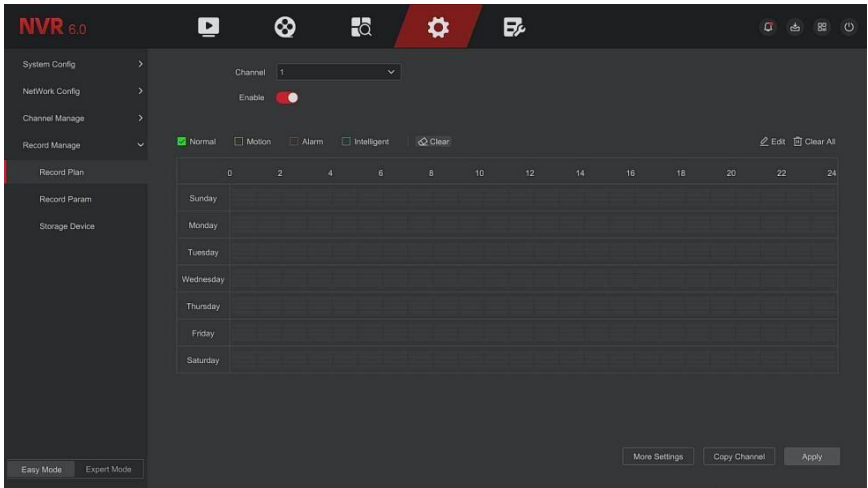 NVR 6.0
System Config
NetWork Config
Channel Manage
Record Manage
Record Plan
Record Param
Storage Device
Easy Mode Expert Mode
Channel 1
Enable
Normal Motion Alarm Intelligent Clear Edit Clear All
0 2 4 6 8 10 12 14 16 18 20 22 24
Sunday
Monday
Tuesday
Wednesday
Thursday
Friday
Saturday
More Settings Copy Channel Apply